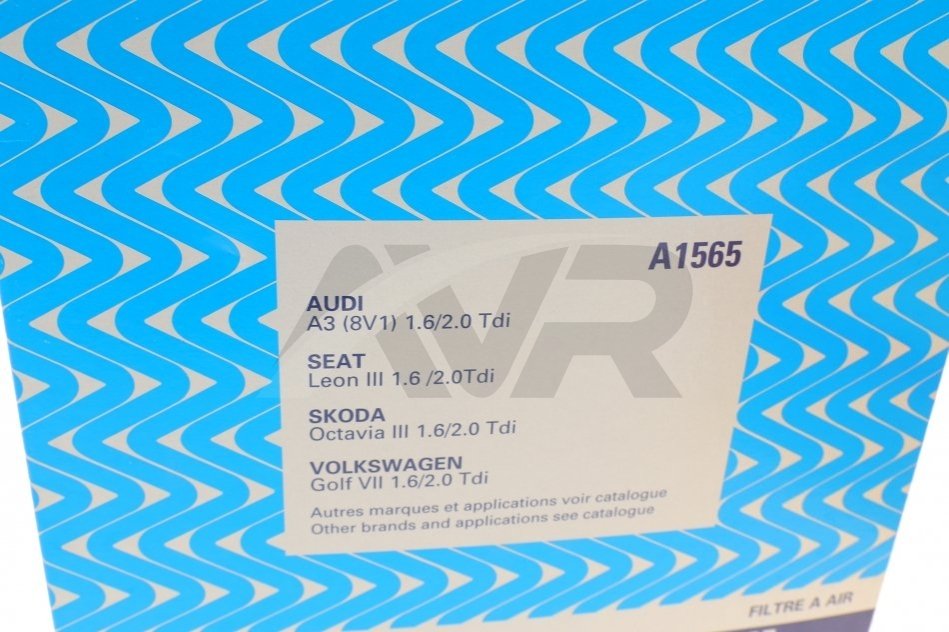 A1565
AVR
AUDI
A3 (8V1) 1.6/2.0 Tdi
SEAT
Leon III 1.6 /2.0Tdi
SKODA
Octavia III 1.6/2.0 Tdi
VOLKSWAGEN
Golf VII 1.6/2.0 Tdi
Autres marques et applications voir catalogue
Other brands and applications see catalogue
FILTRE A AIR